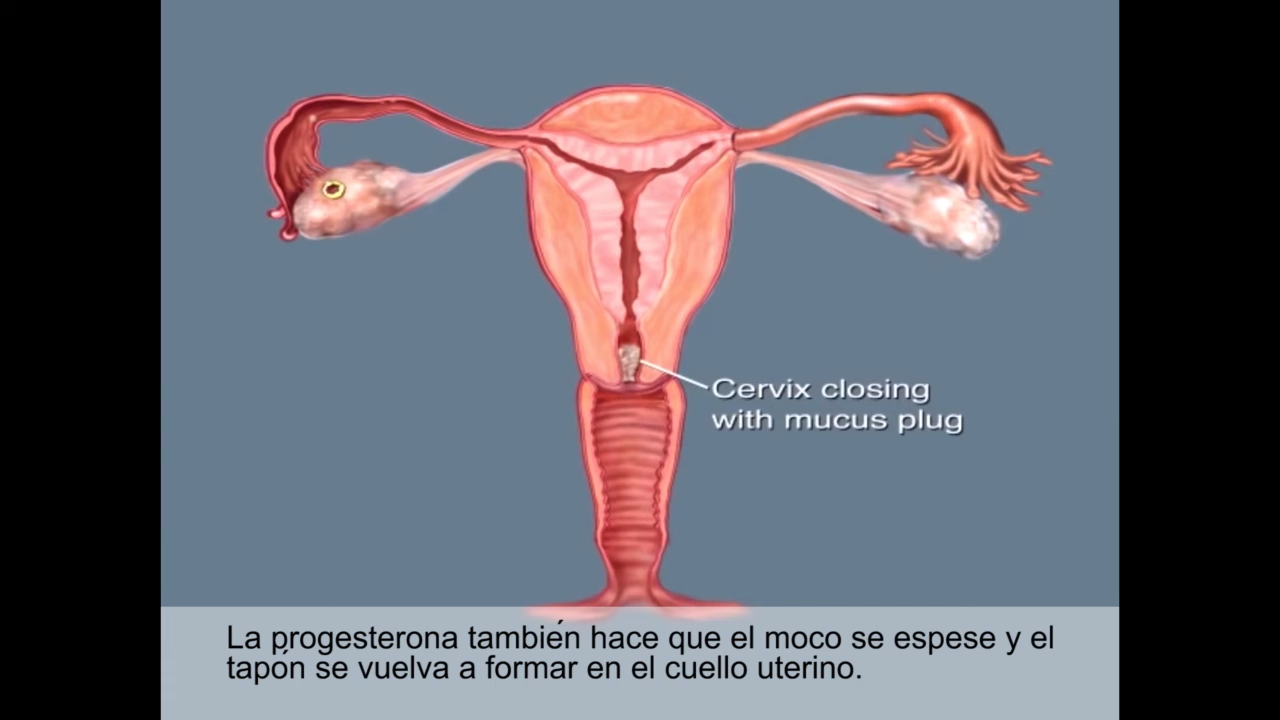 Cervix closing
with mucus plug
La progesterona también hace que el moco se espese y el
tapón se vuelva a formar en el cuello uterino.